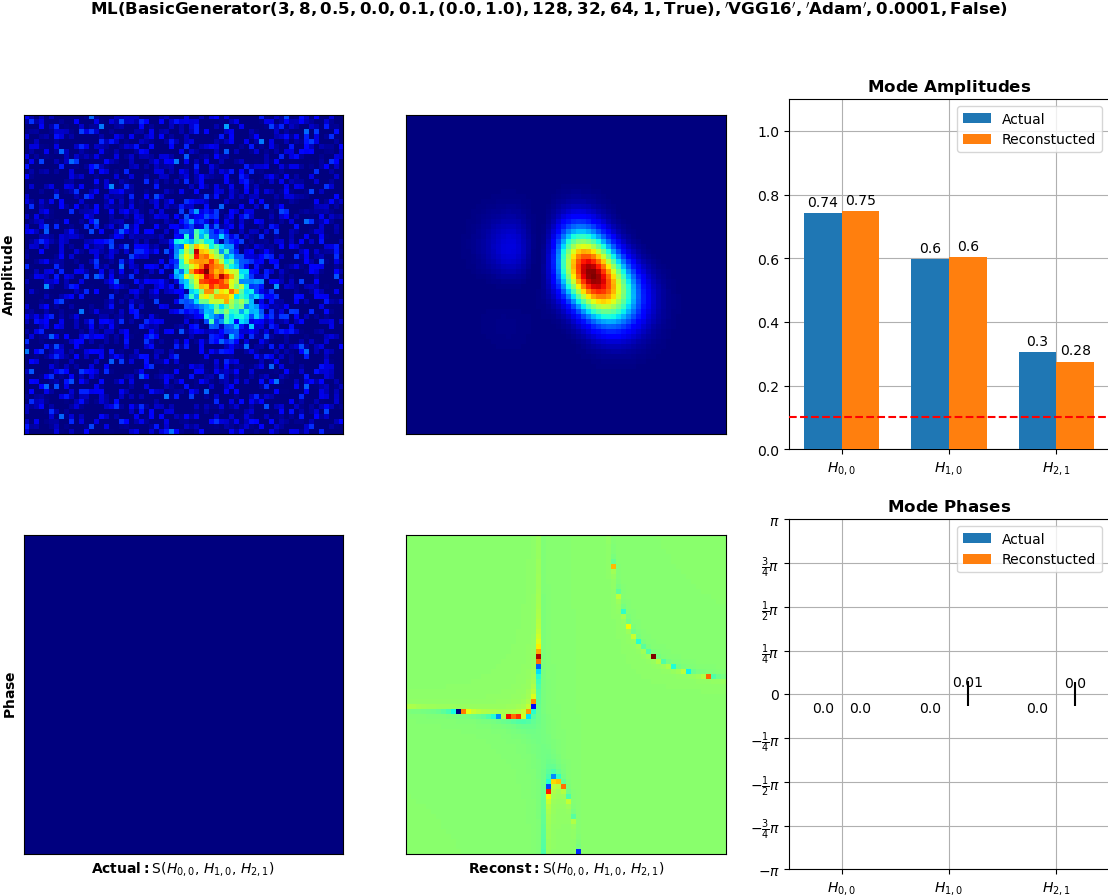 ML(BasicGenerator(3, 8, 0.5, 0.0, 0.1, (0.0, 1.0), 128, 32, 64, 1, True), ′VGG16′, ′Adam′, 0.0001, False)
Amplitude
Mode Amplitudes
Actual
Reconstucted
1.0
0.8
0.6
0.4
0.2
0.0
0.74
0.75
0.6
0.6
0.3
0.28
H0,0
H1,0
H2,1
Phase
Actual: S(H0,0, H1,0, H2,1)
Reconst: S(H0,0, H1,0, H2,1)
Mode Phases
Actual
Reconstucted
π
3/4π
1/2π
1/4π
0
−1/4π
−1/2π
−3/4π
−π
0.0
0.0
0.0
0.01
0.0
0.0
H0,0
H1,0
H2,1